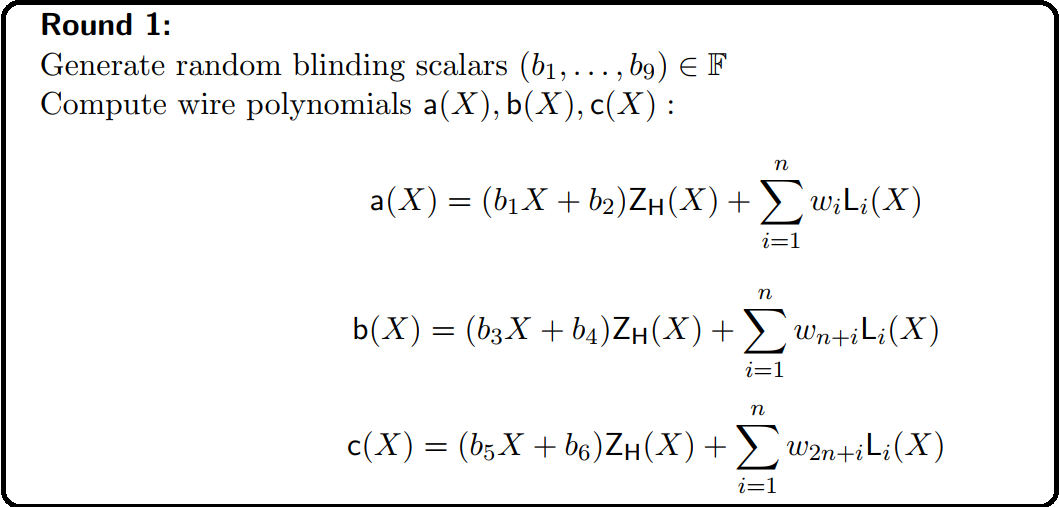 Round 1:
Generate random blinding scalars (b₁, . . . , b₉) ∈ 𝔽
Compute wire polynomials a(X), b(X), c(X) :
a(X) = (b₁X + b₂)Z_H(X) + ∑_{i=1}^{n} w_i L_i(X)
b(X) = (b₃X + b₄)Z_H(X) + ∑_{i=1}^{n} w_{n+i} L_i(X)
c(X) = (b₅X + b₆)Z_H(X) + ∑_{i=1}^{n} w_{2n+i} L_i(X)